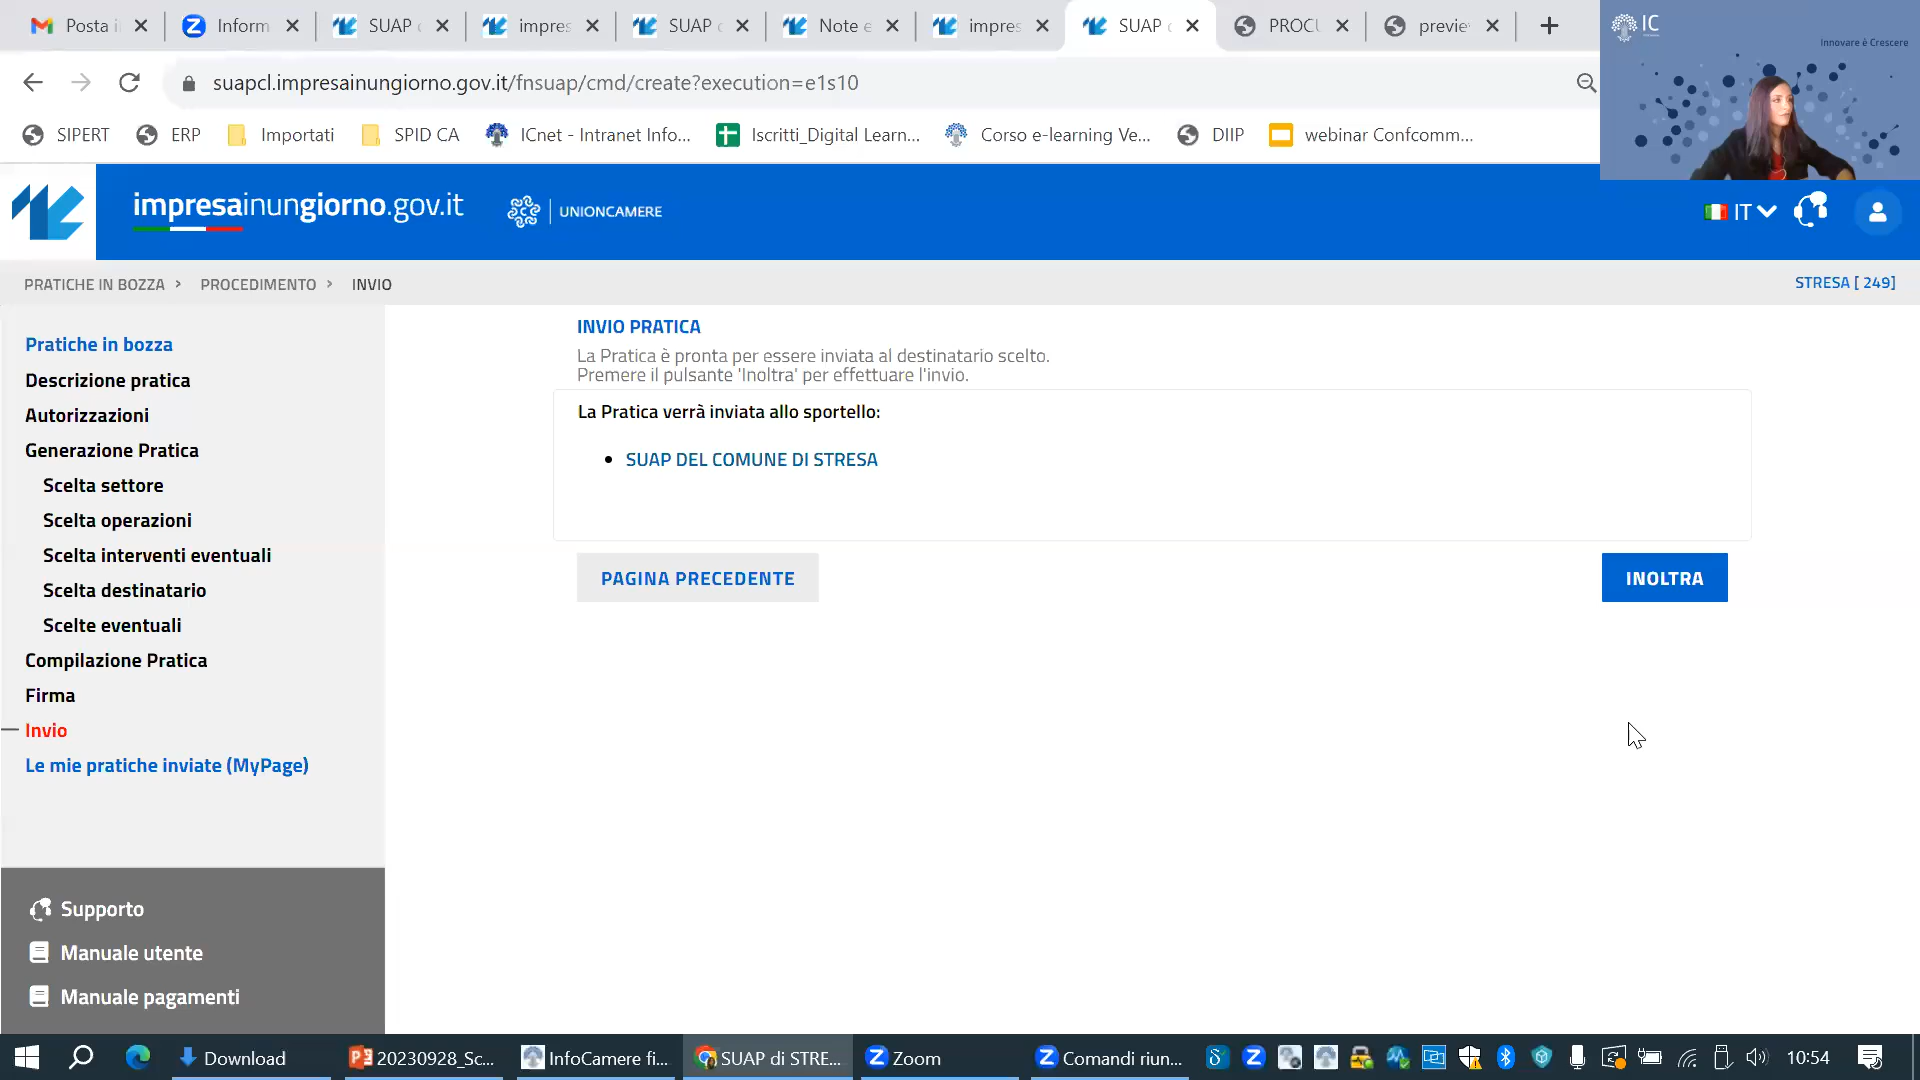 Posta i
Inform
SUAP
impres
SUAP
Note e
impres
SUAP
PROCU
previe
suapcl.impresainungiorno.gov.it/fnsuap/cmd/create?execution=e1s10
SIPERT
ERP
Importati
SPID CA
ICnet - Intranet Info...
Iscritti_Digital Learn...
Corso e-learning Ve...
DIIP
webinar Confcomm...
IC
Innovare è Crescere
impresainungiorno.gov.it
UNIONCAMERE
IT
PRATICHE IN BOZZA > PROCEDIMENTO > INVIO
STRESA [ 249]
Pratiche in bozza
Descrizione pratica
Autorizzazioni
Generazione Pratica
Scelta settore
Scelta operazioni
Scelta interventi eventuali
Scelta destinatario
Scelte eventuali
Compilazione Pratica
Firma
Invio
Le mie pratiche inviate (MyPage)
INVIO PRATICA
La Pratica è pronta per essere inviata al destinatario scelto.
Premere il pulsante 'Inoltra' per effettuare l'invio.
La Pratica verrà inviata allo sportello:
• SUAP DEL COMUNE DI STRESA
PAGINA PRECEDENTE
INOLTRA
Supporto
Manuale utente
Manuale pagamenti
Download
20230928_Sc...
InfoCamere fi...
SUAP di STRE...
Zoom
Comandi riun...
10:54